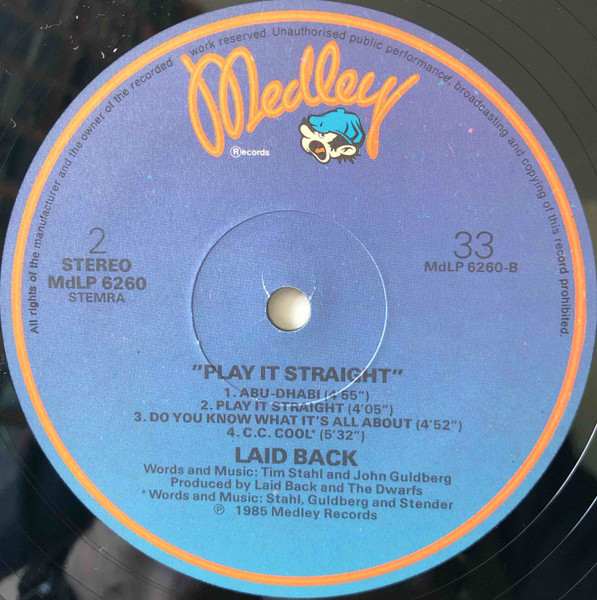 All rights of the manufacturer and the owner of the recorded work reserved. Unauthorised public performance, broadcasting and copying of this record prohibited.
Medley
Ⓡecords
2
STEREO
MdLP 6260
STEMRA
33
MdLP 6260-B
"PLAY IT STRAIGHT"
1. ABU-DHABI (4'55")
2. PLAY IT STRAIGHT (4'05")
3. DO YOU KNOW WHAT IT'S ALL ABOUT (4'52")
4. C.C. COOL* (5'32")
LAID BACK
Words and Music: Tim Stahl and John Guldberg
Produced by Laid Back and The Dwarfs
*Words and Music: Stahl, Guldberg and Stender
℗ 1985 Medley Records